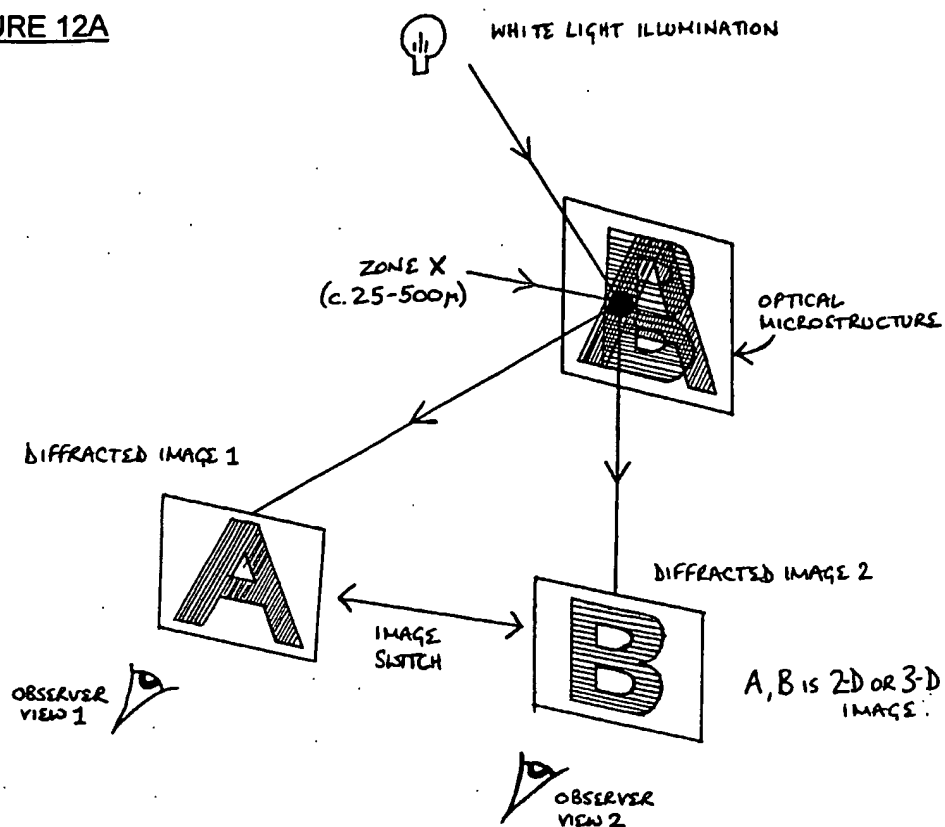 URE 12A
WHITE LIGHT ILLUMINATION
ZONE X
(c. 25-500µ)
OPTICAL
MICROSTRUCTURE
A
B
DIFFRACTED IMAGE 1
A
DIFFRACTED IMAGE 2
B
IMAGE
SWITCH
A, B IS 2-D OR 3-D
IMAGE.
OBSERVER
VIEW 1
OBSERVER
VIEW 2